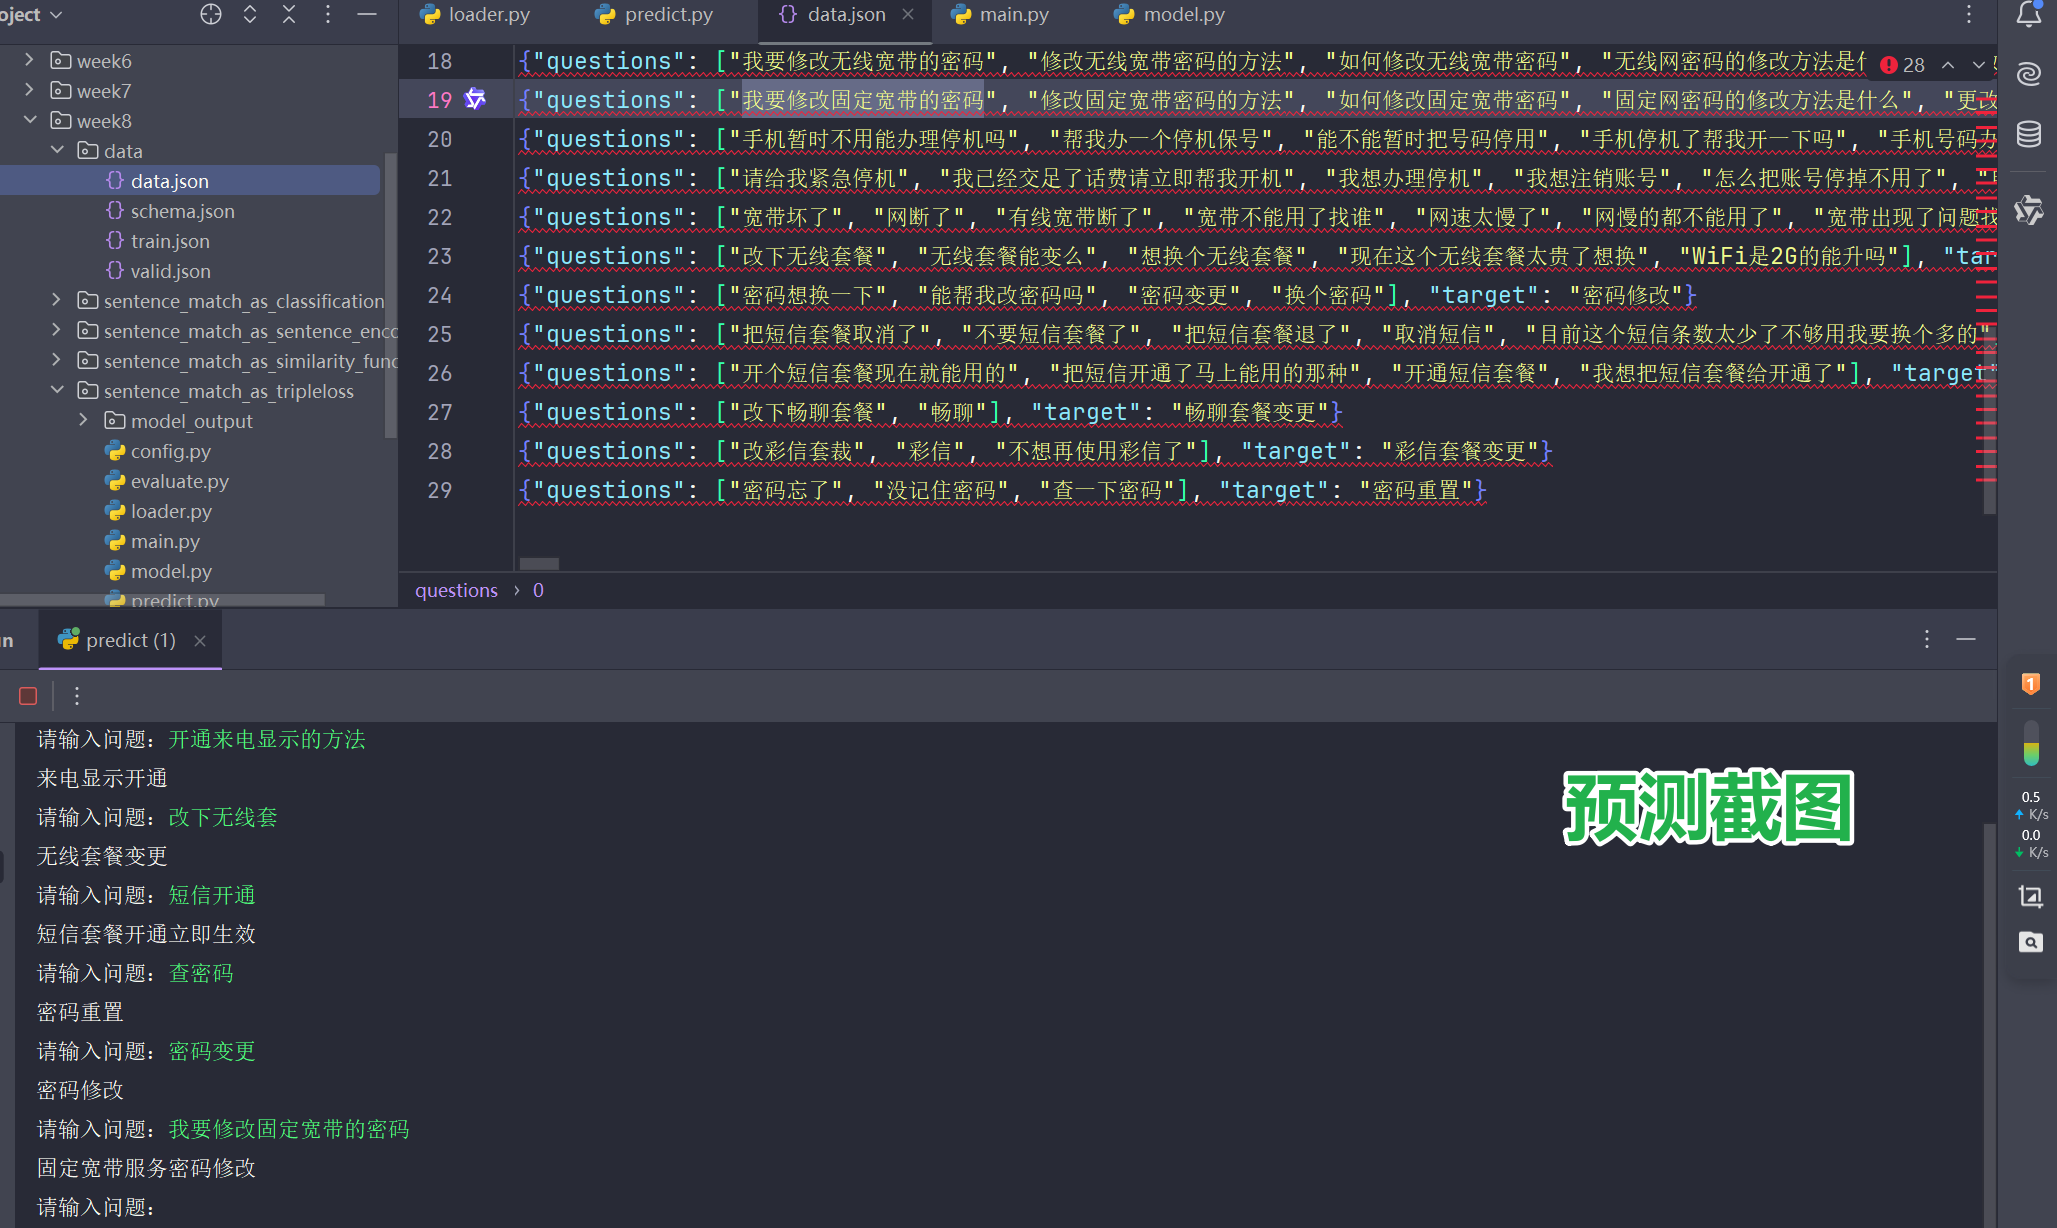 oject
loader.py
predict.py
data.json
main.py
model.py
week6
week7
week8
data
data.json
schema.json
train.json
valid.json
sentence_match_as_classification
sentence_match_as_sentence_enco
sentence_match_as_similarity_func
sentence_match_as_tripleloss
model_output
config.py
evaluate.py
loader.py
main.py
model.py
predict.py
28
18 {"questions": ["我要修改无线宽带的密码", "修改无线宽带密码的方法", "如何修改无线宽带密码", "无线网密码的修改方法是
19 {"questions": ["我要修改固定宽带的密码", "修改固定宽带密码的方法", "如何修改固定宽带密码", "固定网密码的修改方法是什么", "更改
20 {"questions": ["手机暂时不用能办理停机吗", "帮我办一个停机保号", "能不能暂时把号码停用", "手机停机了帮我开一下吗", "手机号码
21 {"questions": ["请给我紧急停机", "我已经交足了话费请立即帮我开机", "我想办理停机", "我想注销账号", "怎么把账号停掉不用了", "
22 {"questions": ["宽带坏了", "网断了", "有线宽带断了", "宽带不能用了找谁", "网速太慢了", "网慢的都不能用了", "宽带出现了问题找
23 {"questions": ["改下无线套餐", "无线套餐能变么", "想换个无线套餐", "现在这个无线套餐太贵了想换", "WiFi是2G的能升吗"], "tar
24 {"questions": ["密码想换一下", "能帮我改密码吗", "密码变更", "换个密码"], "target": "密码修改"}
25 {"questions": ["把短信套餐取消了", "不要短信套餐了", "把短信套餐退了", "取消短信", "目前这个短信条数太少了不够用我要换个多的",
26 {"questions": ["开个短信套餐现在就能用的", "把短信开通了马上能用的那种", "开通短信套餐", "我想把短信套餐给开通了"], "target"
27 {"questions": ["改下畅聊套餐", "畅聊"], "target": "畅聊套餐变更"}
28 {"questions": ["改彩信套裁", "彩信", "不想再使用彩信了"], "target": "彩信套餐变更"}
29 {"questions": ["密码忘了", "没记住密码", "查一下密码"], "target": "密码重置"}
questions › 0
un
predict (1)
请输入问题：开通来电显示的方法
来电显示开通
请输入问题：改下无线套
无线套餐变更
请输入问题：短信开通
短信套餐开通立即生效
请输入问题：查密码
密码重置
请输入问题：密码变更
密码修改
请输入问题：我要修改固定宽带的密码
固定宽带服务密码修改
请输入问题：
预测截图
1
0.5
K/s
0.0
K/s